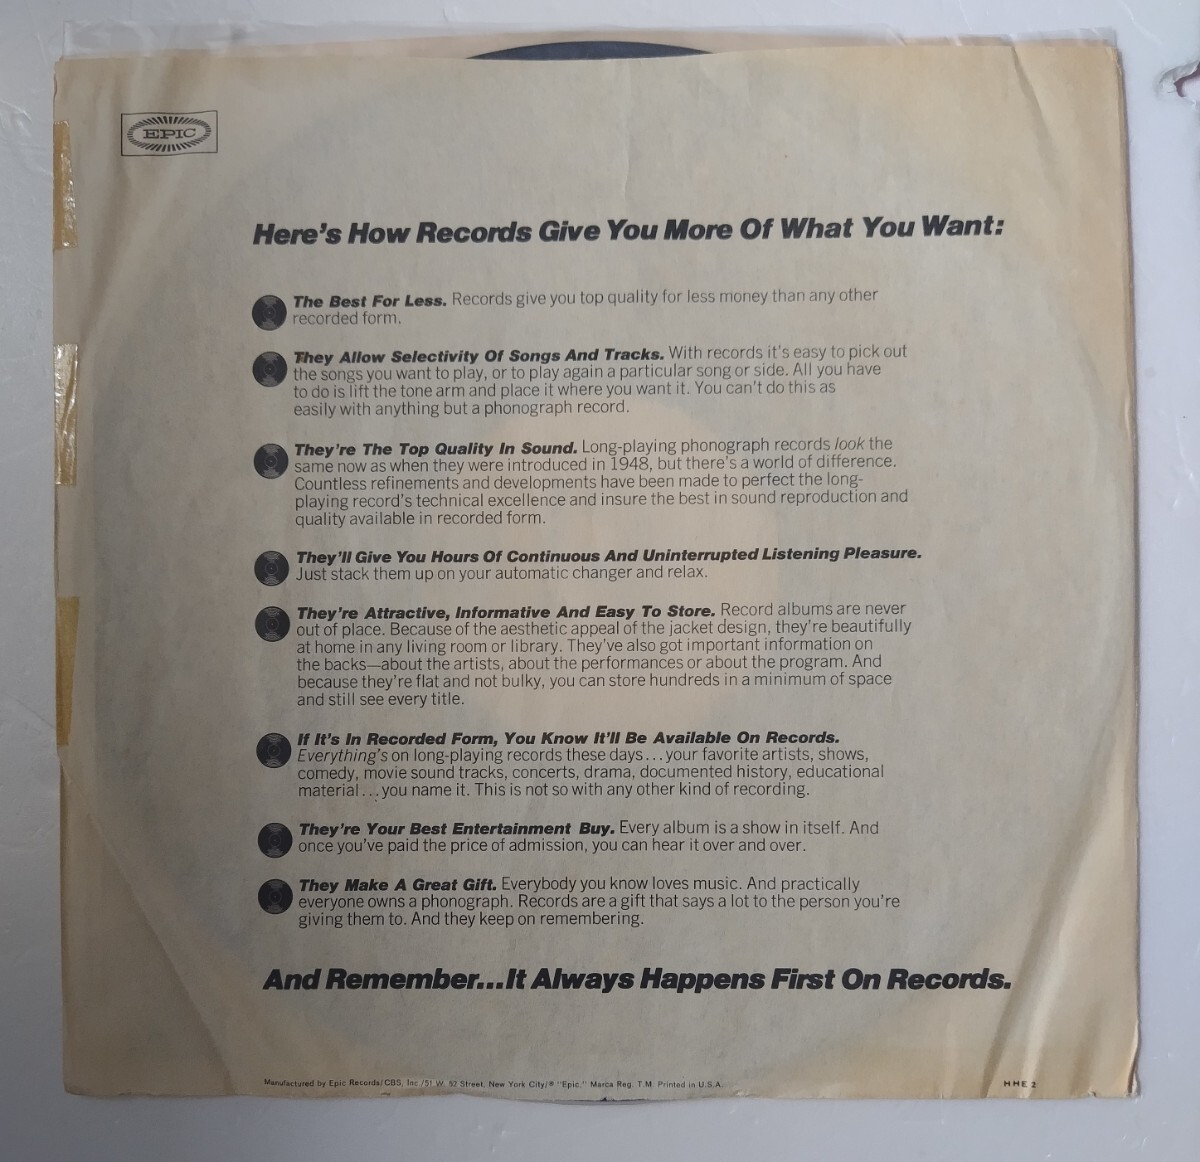 EPIC
Here's How Records Give You More Of What You Want:
The Best For Less. Records give you top quality for less money than any other
recorded form.
They Allow Selectivity Of Songs And Tracks. With records it's easy to pick out
the songs you want to play, or to play again a particular song or side. All you have
to do is lift the tone arm and place it where you want it. You can't do this as
easily with anything but a phonograph record.
They're The Top Quality In Sound. Long-playing phonograph records look the
same now as when they were introduced in 1948, but there's a world of difference.
Countless refinements and developments have been made to perfect the long-
playing record's technical excellence and insure the best in sound reproduction and
quality available in recorded form.
They'll Give You Hours Of Continuous And Uninterrupted Listening Pleasure.
Just stack them up on your automatic changer and relax.
They're Attractive, Informative And Easy To Store. Record albums are never
out of place. Because of the aesthetic appeal of the jacket design, they're beautifully
at home in any living room or library. They've also got important information on
the backs—about the artists, about the performances or about the program. And
because they're flat and not bulky, you can store hundreds in a minimum of space
and still see every title.
If It's In Recorded Form, You Know It'll Be Available On Records.
Everything's on long-playing records these days...your favorite artists, shows,
comedy, movie sound tracks, concerts, drama, documented history, educational
material...you name it. This is not so with any other kind of recording.
They're Your Best Entertainment Buy. Every album is a show in itself. And
once you've paid the price of admission, you can hear it over and over.
They Make A Great Gift. Everybody you know loves music. And practically
everyone owns a phonograph. Records are a gift that says a lot to the person you're
giving them to. And they keep on remembering.
And Remember...It Always Happens First On Records.
Manufactured by Epic Records/CBS, Inc./51 W. 52 Street, New York City/® "Epic," Marca Reg. T.M. Printed in U.S.A.
HHE 2